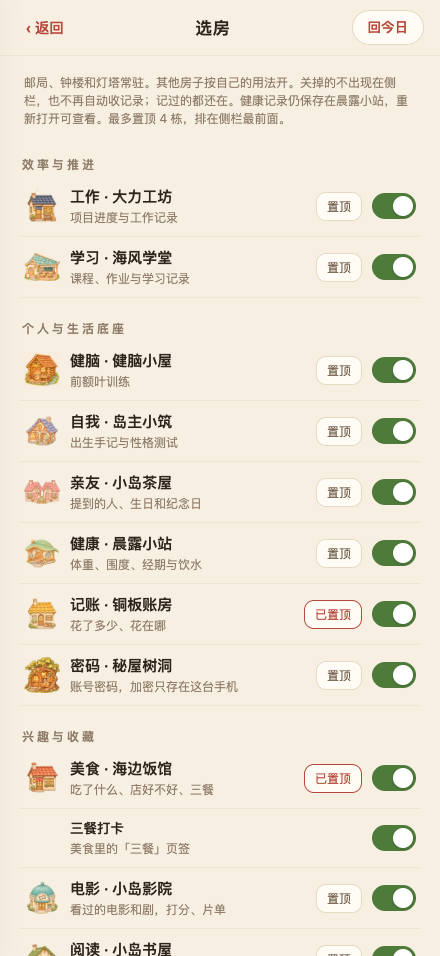 ‹ 返回
选房
回今日
邮局、钟楼和灯塔常驻。其他房子按自己的用法开。关掉的不出现在侧
栏，也不再自动收记录；记过的都还在。健康记录仍保存在晨露小站，重
新打开可查看。最多置顶 4 栋，排在侧栏最前面。
效率与推进
工作 · 大力工坊
项目进度与工作记录
置顶
学习 · 海风学堂
课程、作业与学习记录
置顶
个人与生活底座
健脑 · 健脑小屋
前额叶训练
置顶
自我 · 岛主小筑
出生手记与性格测试
置顶
亲友 · 小岛茶屋
提到的人、生日和纪念日
置顶
健康 · 晨露小站
体重、围度、经期与饮水
置顶
记账 · 铜板账房
花了多少、花在哪
已置顶
密码 · 秘屋树洞
账号密码，加密只存在这台手机
置顶
兴趣与收藏
美食 · 海边饭馆
吃了什么、店好不好、三餐
已置顶
三餐打卡
美食里的「三餐」页签
电影 · 小岛影院
看过的电影和剧，打分、片单
置顶
阅读 · 小岛书屋
置顶